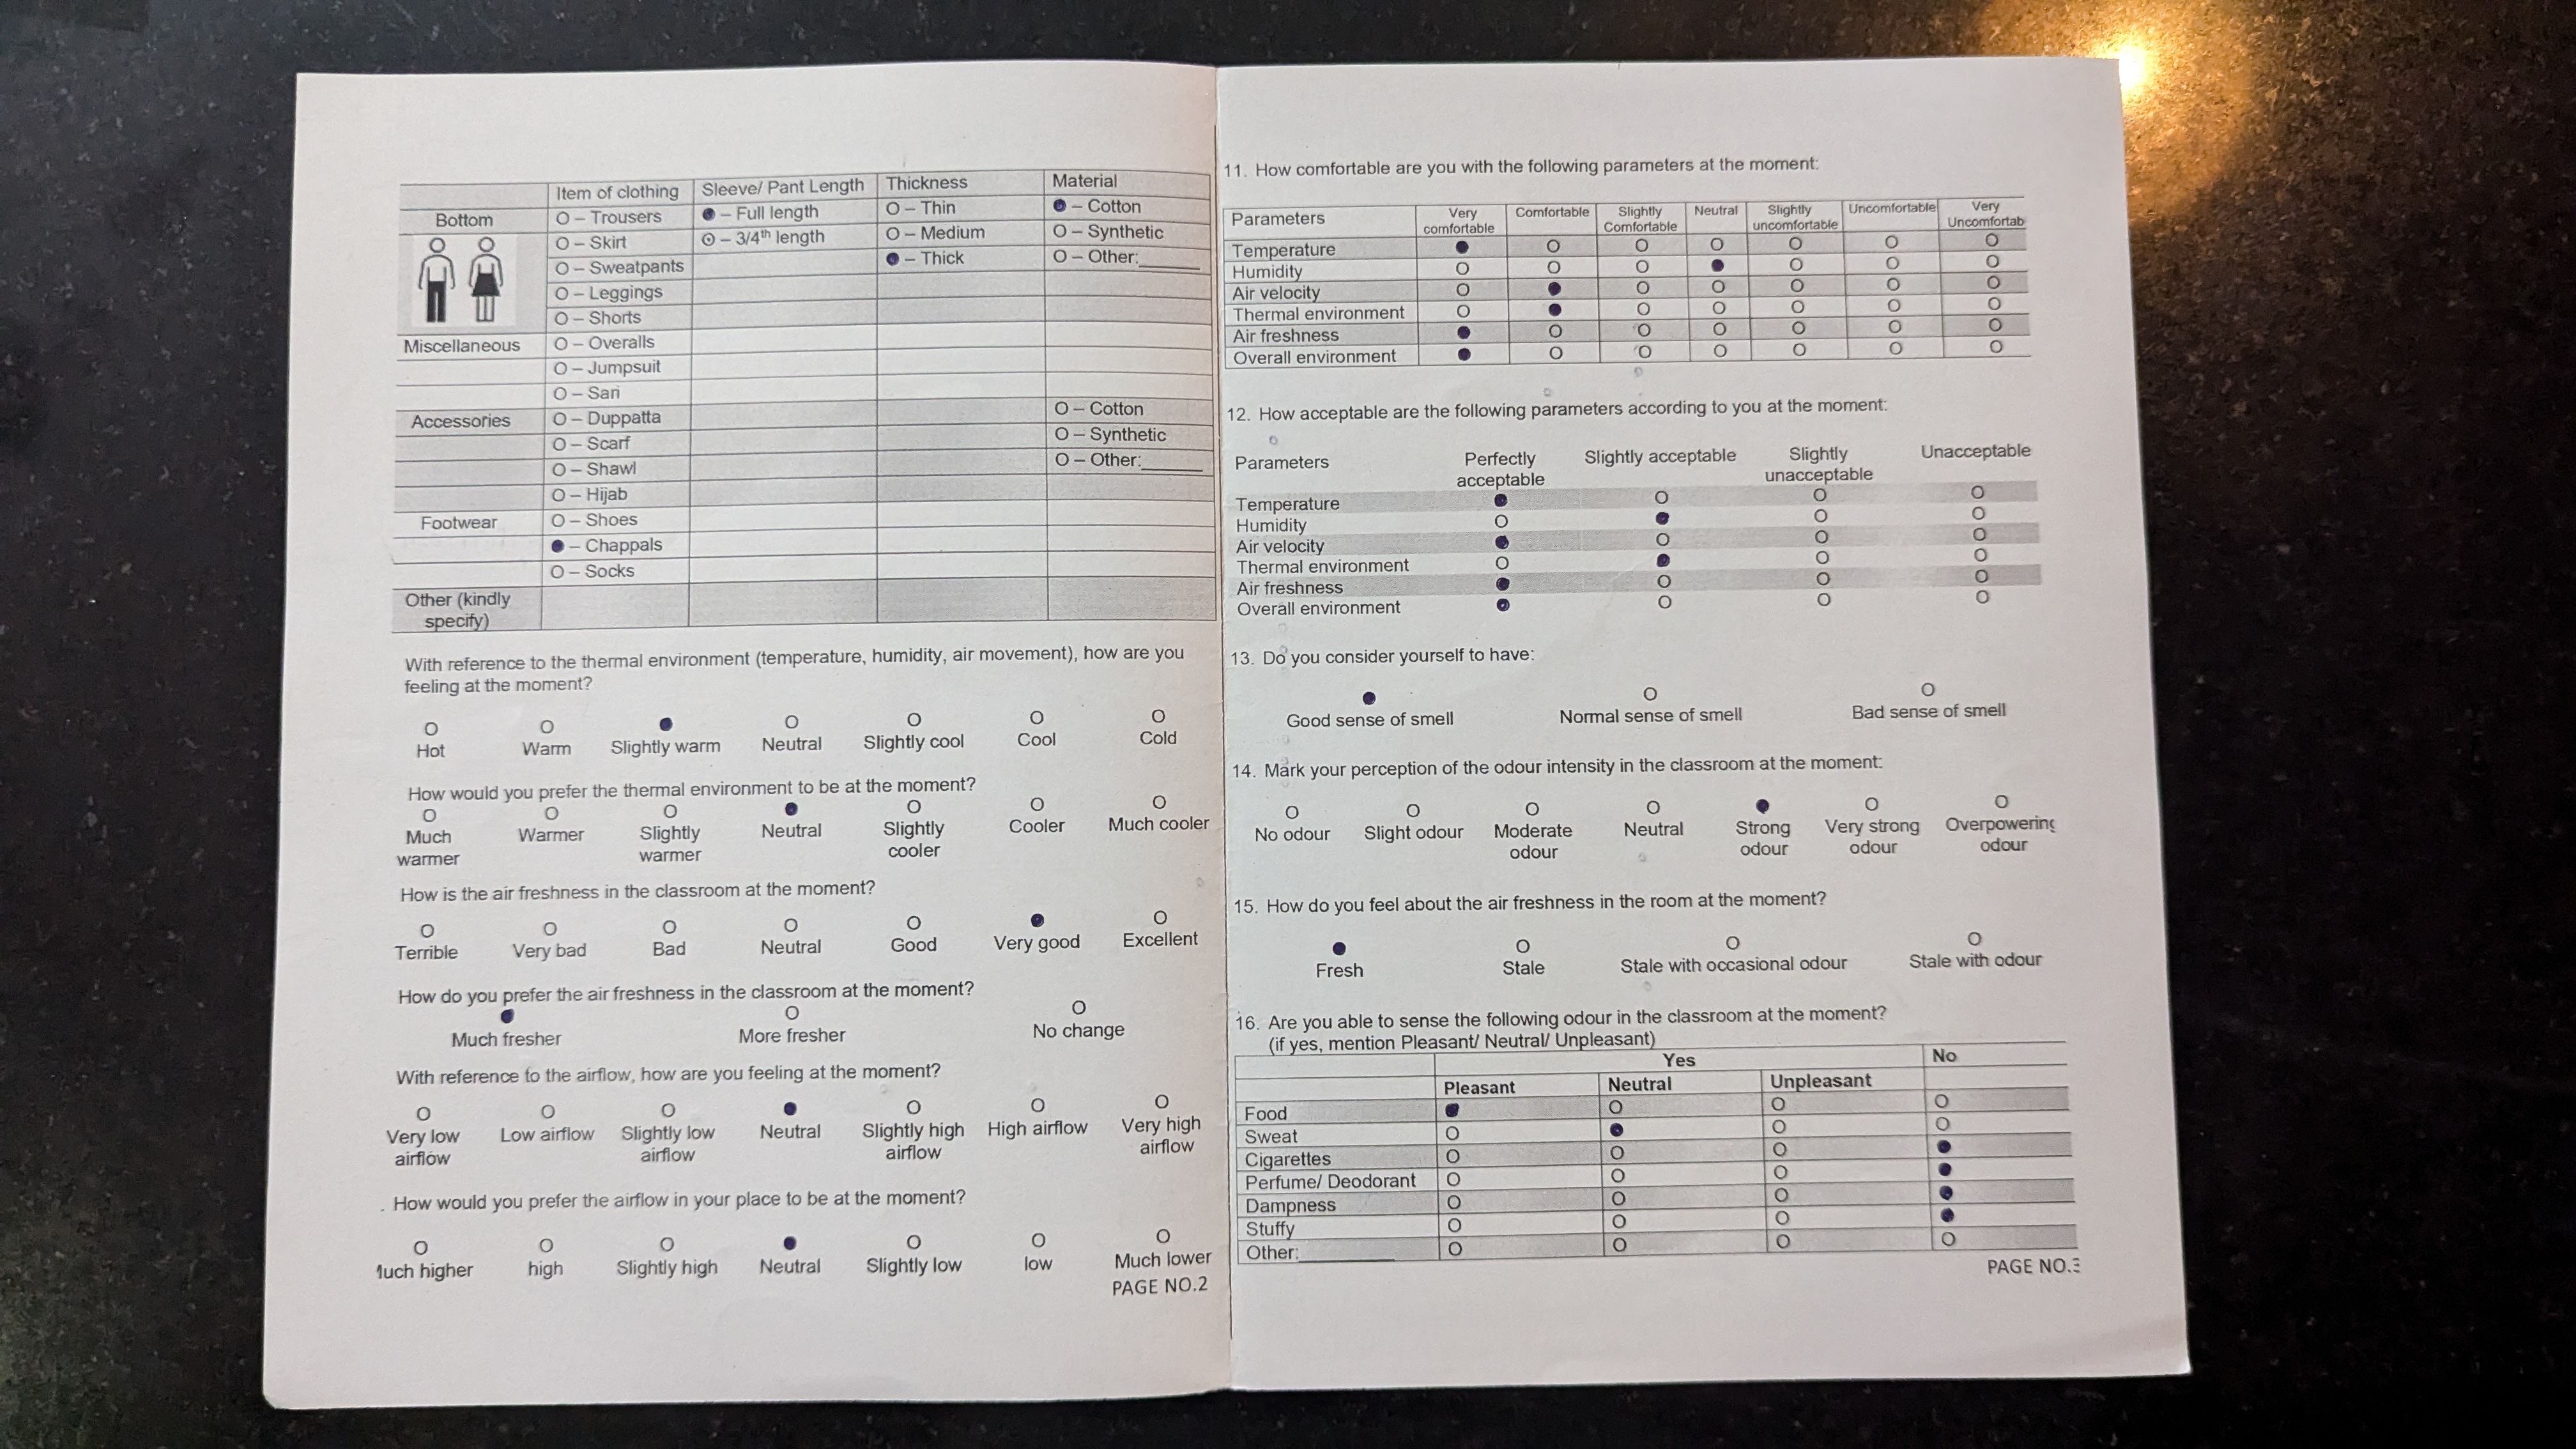 Item of clothing Sleeve/ Pant Length Thickness Material
Bottom O – Trousers ● – Full length O – Thin ● – Cotton
O – Skirt ⊙ – 3/4th length O – Medium O – Synthetic
O – Sweatpants ● – Thick O – Other:______
O – Leggings
O – Shorts
Miscellaneous O – Overalls
O – Jumpsuit
O – Sari
Accessories O – Duppatta O – Cotton
O – Scarf O – Synthetic
O – Shawl O – Other:______
O – Hijab
Footwear O – Shoes
● – Chappals
O – Socks
Other (kindly
specify)
With reference to the thermal environment (temperature, humidity, air movement), how are you
feeling at the moment?
O O ● O O O O
Hot Warm Slightly warm Neutral Slightly cool Cool Cold
How would you prefer the thermal environment to be at the moment?
O O O ● O O O
Much Warmer Slightly Neutral Slightly Cooler Much cooler
warmer warmer cooler
How is the air freshness in the classroom at the moment?
O O O O O ● O
Terrible Very bad Bad Neutral Good Very good Excellent
How do you prefer the air freshness in the classroom at the moment?
● O O
Much fresher More fresher No change
With reference to the airflow, how are you feeling at the moment?
O O O ● O O O
Very low Low airflow Slightly low Neutral Slightly high High airflow Very high
airflow airflow airflow airflow
. How would you prefer the airflow in your place to be at the moment?
O O O ● O O O
luch higher high Slightly high Neutral Slightly low low Much lower
PAGE NO.2
11. How comfortable are you with the following parameters at the moment:
Parameters Very Comfortable Slightly Neutral Slightly Uncomfortable Very
comfortable Comfortable uncomfortable Uncomfortab
Temperature ● O O O O O O
Humidity O O O ● O O O
Air velocity O ● O O O O O
Thermal environment O ● O O O O O
Air freshness ● O O O O O O
Overall environment ● O O O O O O
12. How acceptable are the following parameters according to you at the moment:
Parameters Perfectly Slightly acceptable Slightly Unacceptable
acceptable unacceptable
Temperature ● O O O
Humidity O ● O O
Air velocity ● O O O
Thermal environment O ● O O
Air freshness ● O O O
Overall environment ● O O O
13. Do you consider yourself to have:
● O O
Good sense of smell Normal sense of smell Bad sense of smell
14. Mark your perception of the odour intensity in the classroom at the moment:
O O O O ● O O
No odour Slight odour Moderate Neutral Strong Very strong Overpowering
odour odour odour odour
15. How do you feel about the air freshness in the room at the moment?
● O O O
Fresh Stale Stale with occasional odour Stale with odour
16. Are you able to sense the following odour in the classroom at the moment?
(if yes, mention Pleasant/ Neutral/ Unpleasant)
Yes No
Pleasant Neutral Unpleasant
Food ● O O O
Sweat O ● O O
Cigarettes O O O ●
Perfume/ Deodorant O O O ●
Dampness O O O ●
Stuffy O O O ●
Other:________ O O O O
PAGE NO.3